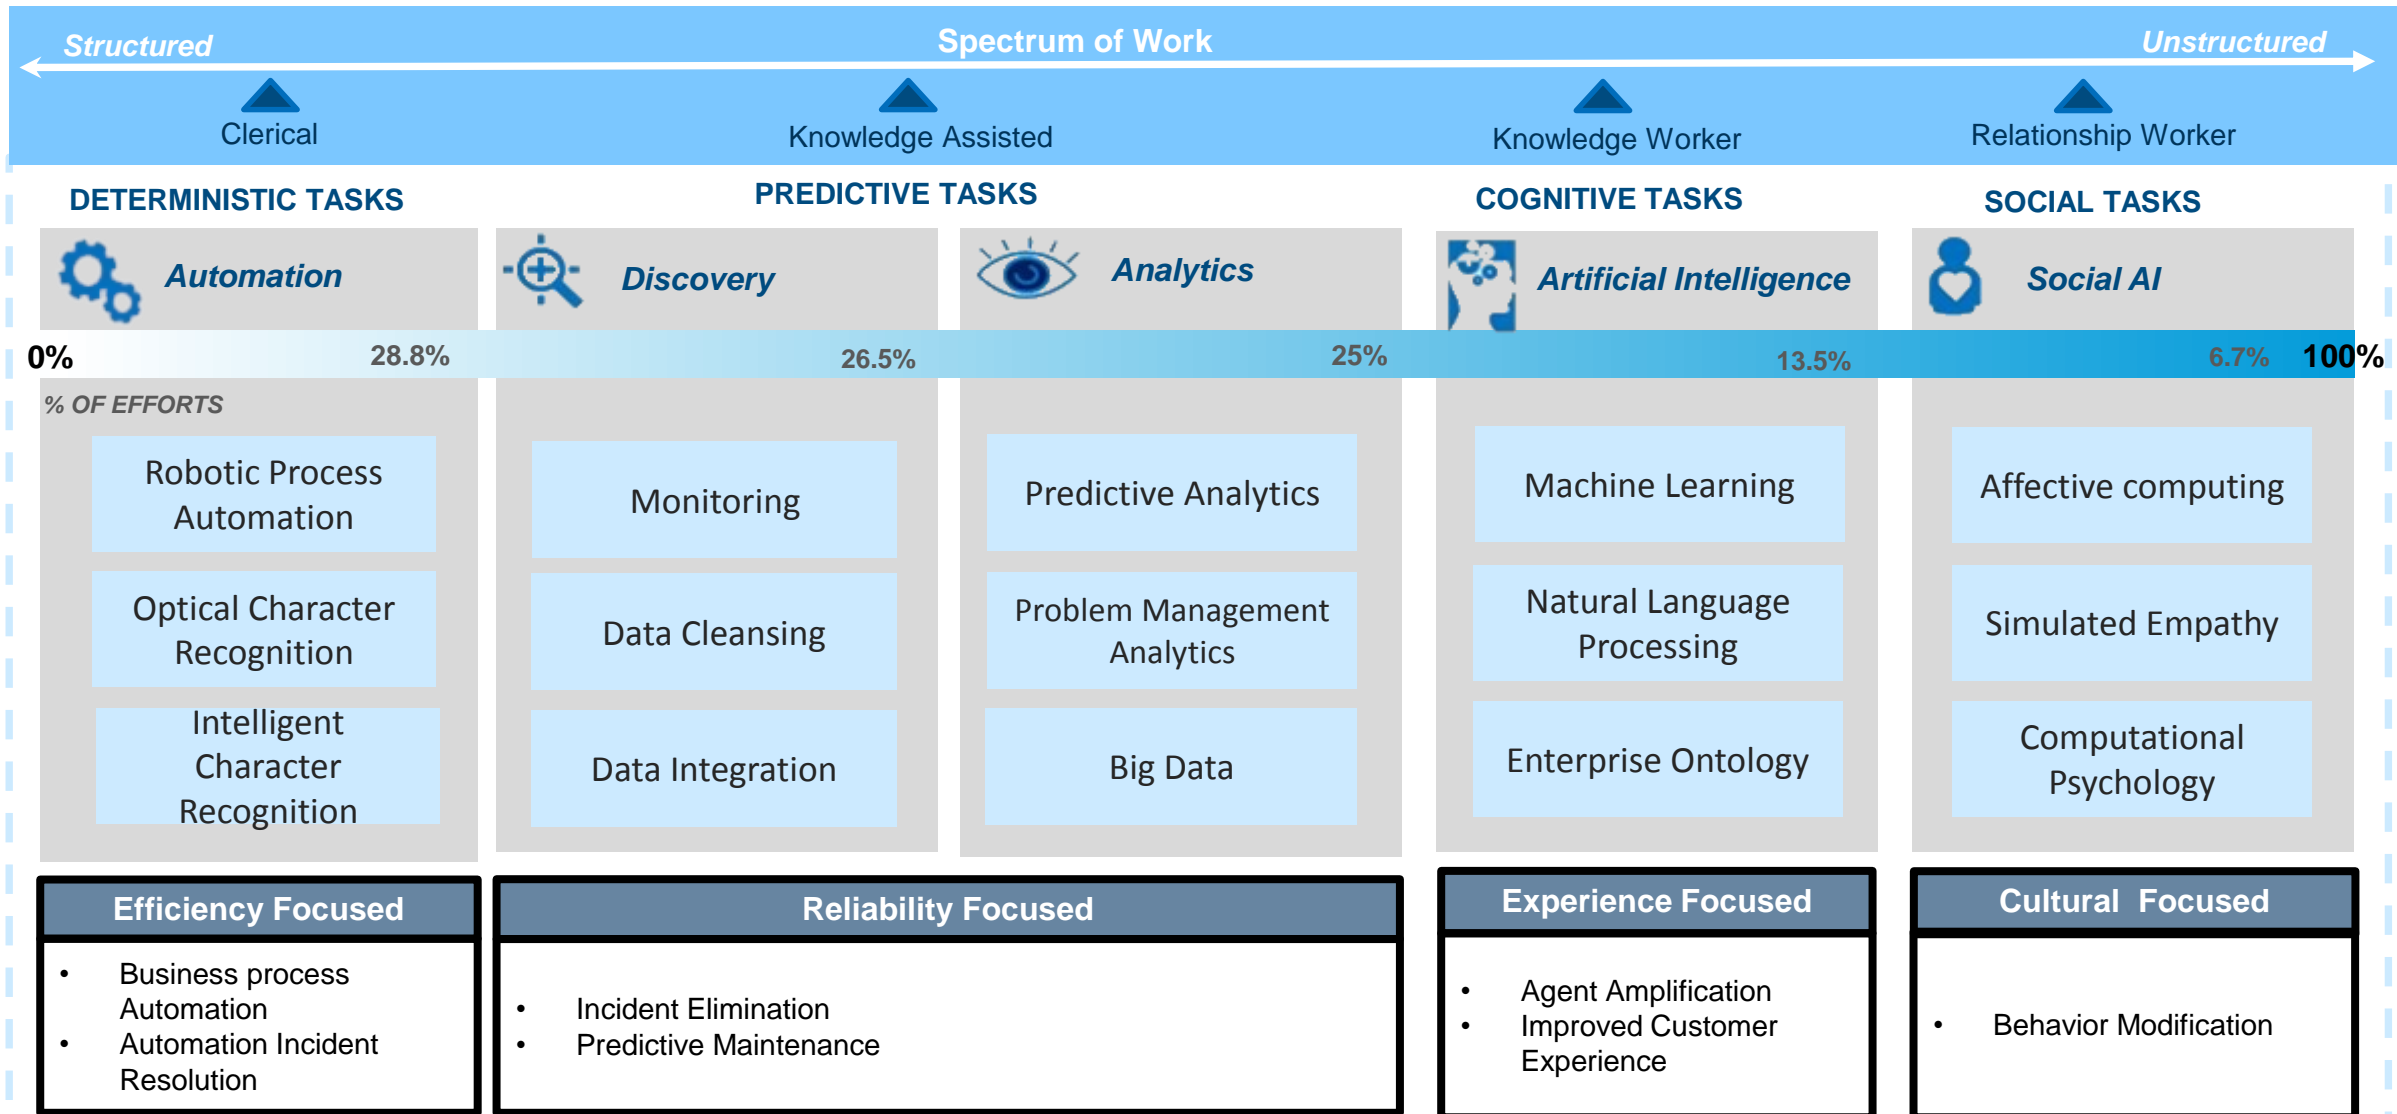 Structured
Spectrum of Work
Unstructured
Clerical
Knowledge Assisted
Knowledge Worker
Relationship Worker
DETERMINISTIC TASKS
PREDICTIVE TASKS
COGNITIVE TASKS
SOCIAL TASKS
Automation
Discovery
Analytics
Artificial Intelligence
Social AI
0%
28.8%
26.5%
25%
13.5%
6.7%
100%
% OF EFFORTS
Robotic Process
Automation
Optical Character
Recognition
Intelligent
Character
Recognition
Monitoring
Data Cleansing
Data Integration
Predictive Analytics
Problem Management
Analytics
Big Data
Machine Learning
Natural Language
Processing
Enterprise Ontology
Affective computing
Simulated Empathy
Computational
Psychology
Efficiency Focused
• Business process
Automation
• Automation Incident
Resolution
Reliability Focused
• Incident Elimination
• Predictive Maintenance
Experience Focused
• Agent Amplification
• Improved Customer
Experience
Cultural  Focused
• Behavior Modification